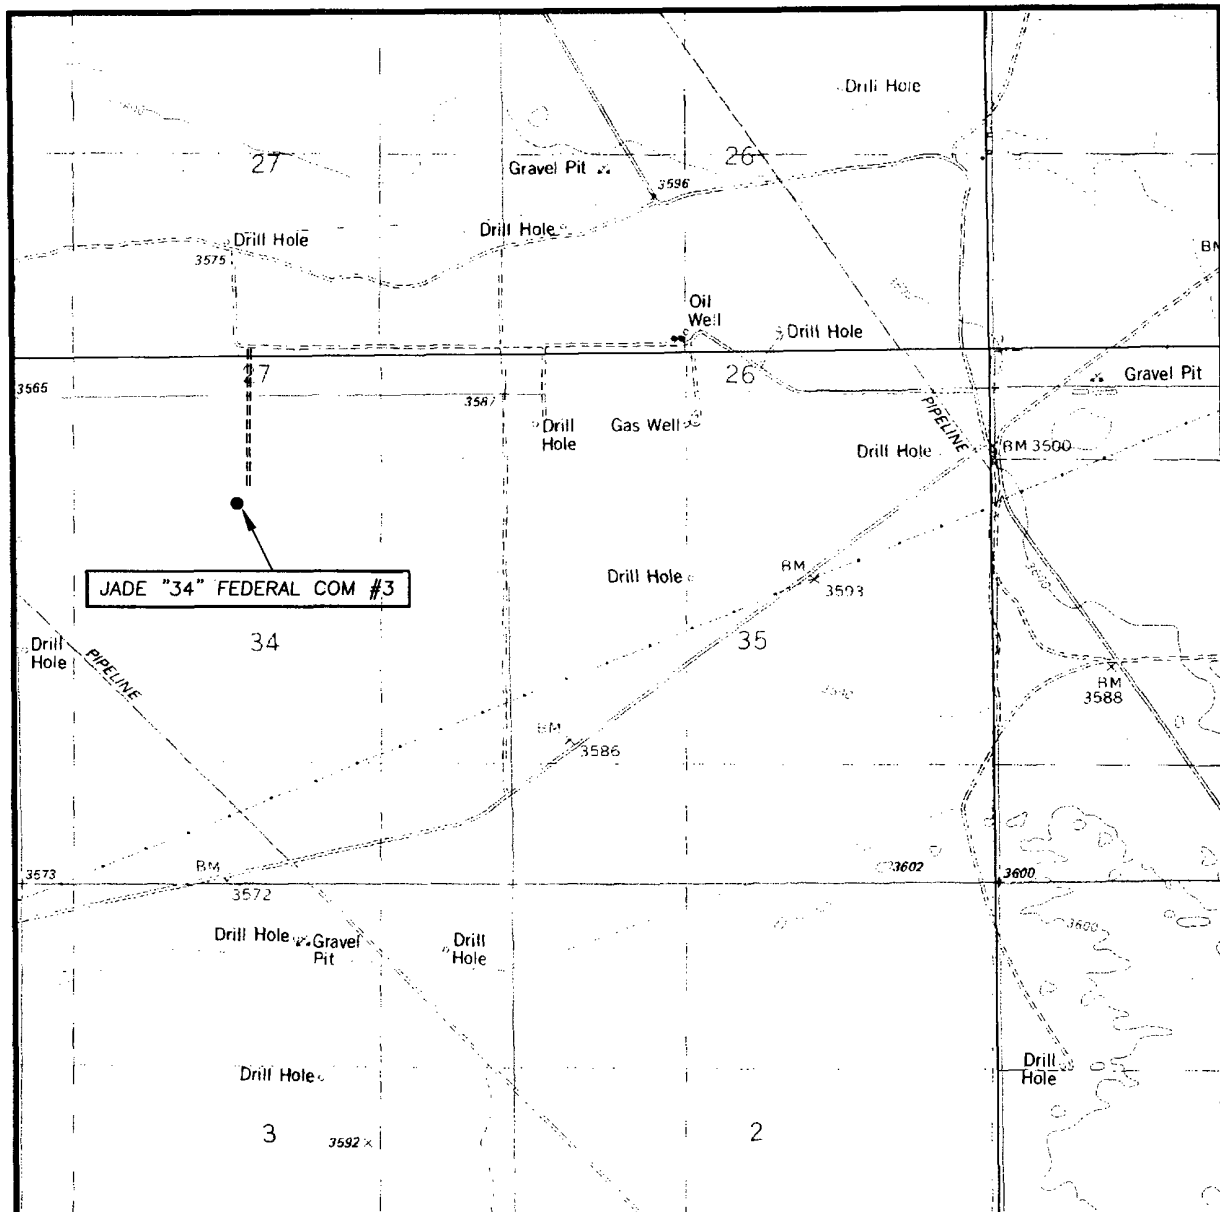 Drill Hole
27
26
Gravel Pit
3596
Drill Hole
Drill Hole
3575
BM
Oil
Well
Drill Hole
27
26
3565
3587
Gravel Pit
PIPELINE
Drill
Hole
Gas Well
Drill Hole
BM 3500
JADE "34" FEDERAL COM #3
Drill Hole
BM
3593
34
35
Drill
Hole
PIPELINE
BM
3588
BM
3586
BM
3573
3572
3602
3600
3600
Drill Hole
Gravel
Pit
Drill
Hole
Drill Hole
Drill
Hole
3
3592
2